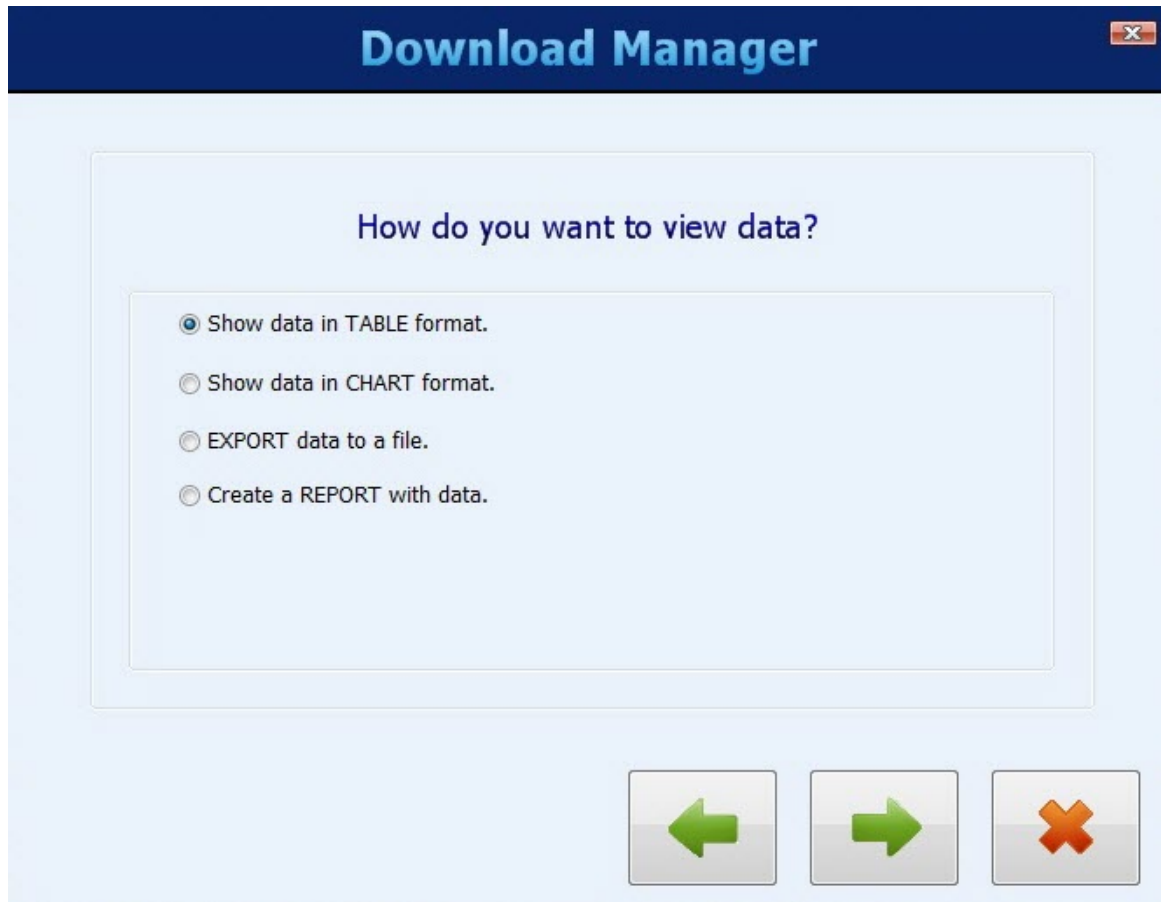 Download Manager
How do you want to view data?
Show data in TABLE format.
Show data in CHART format.
EXPORT data to a file.
Create a REPORT with data.